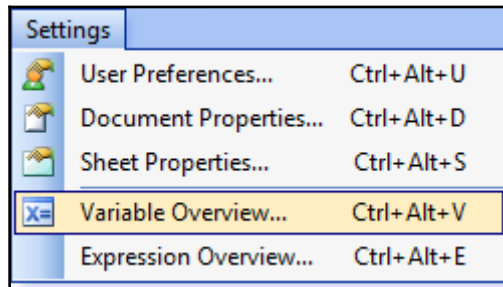 Settings
User Preferences... Ctrl+Alt+U
Document Properties... Ctrl+Alt+D
Sheet Properties... Ctrl+Alt+S
X= Variable Overview... Ctrl+Alt+V
Expression Overview... Ctrl+Alt+E